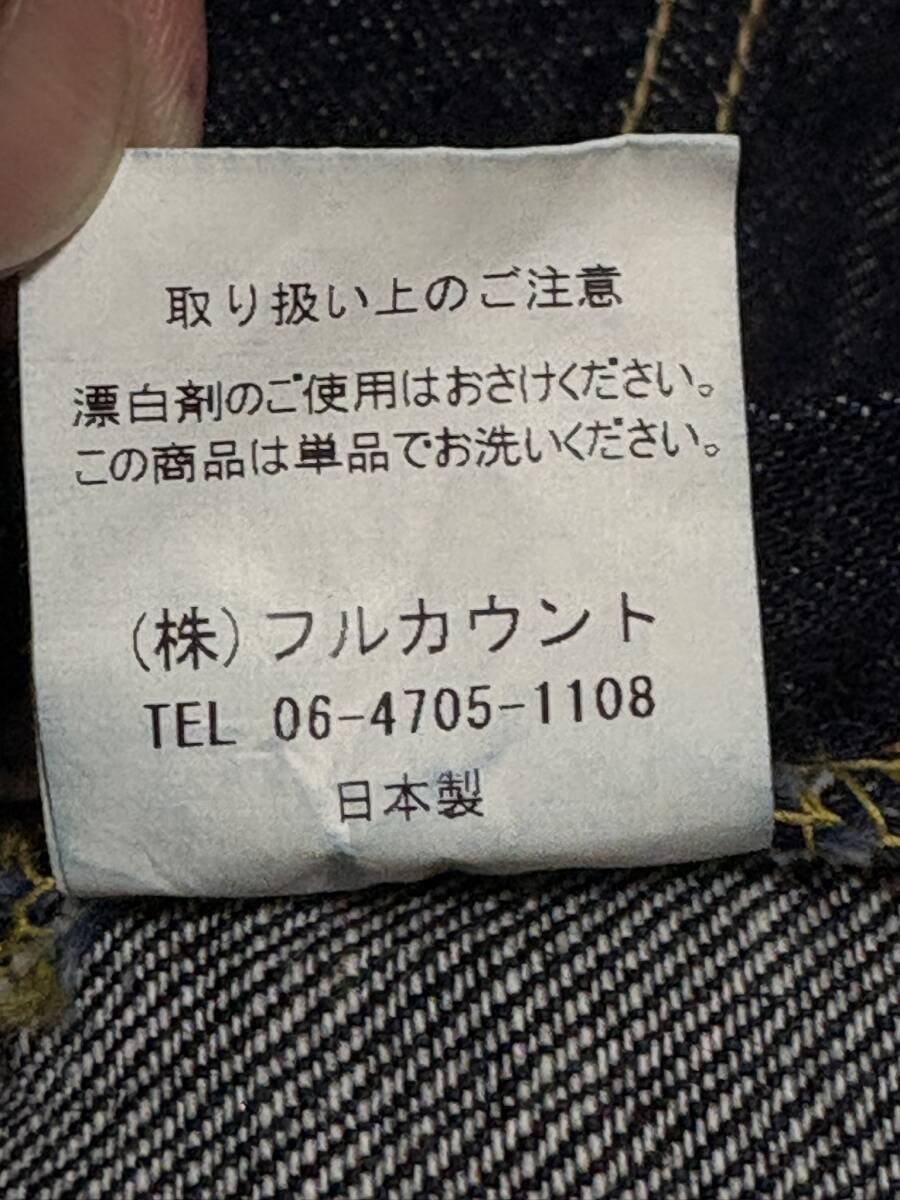 取り扱い上のご注意
漂白剤のご使用はおさけください。
この商品は単品でお洗いください。
(株)フルカウント
TEL 06-4705-1108
日本製